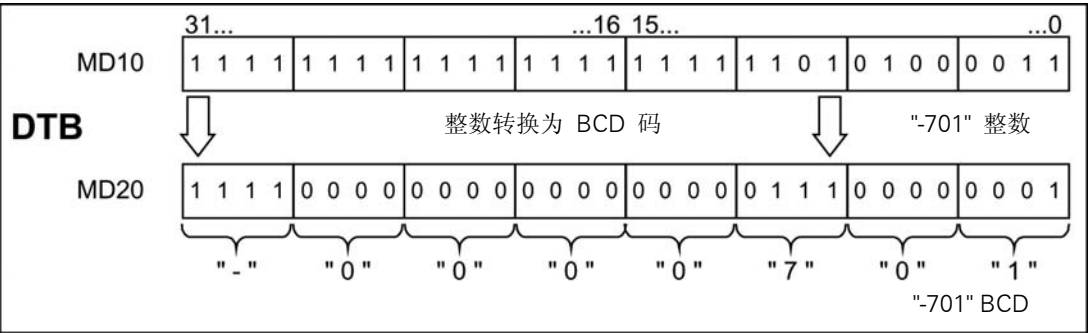 31... ...16 15... ...0
MD10 1 1 1 1 1 1 1 1 1 1 1 1 1 1 1 1 1 1 1 1 1 1 0 1 0 1 0 0 0 0 1 1
DTB 整数转换为 BCD 码 "-701" 整数
MD20 1 1 1 1 0 0 0 0 0 0 0 0 0 0 0 0 0 0 0 0 0 1 1 1 0 0 0 0 0 0 0 1
"-" "0" "0" "0" "0" "7" "0" "1"
"-701" BCD